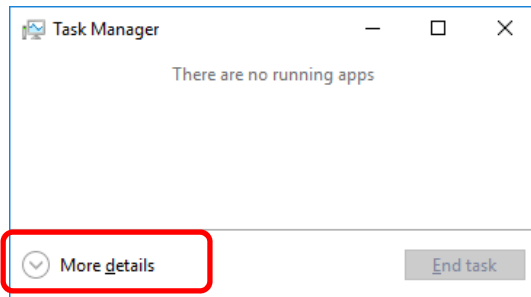 Task Manager
There are no running apps
More details
End task